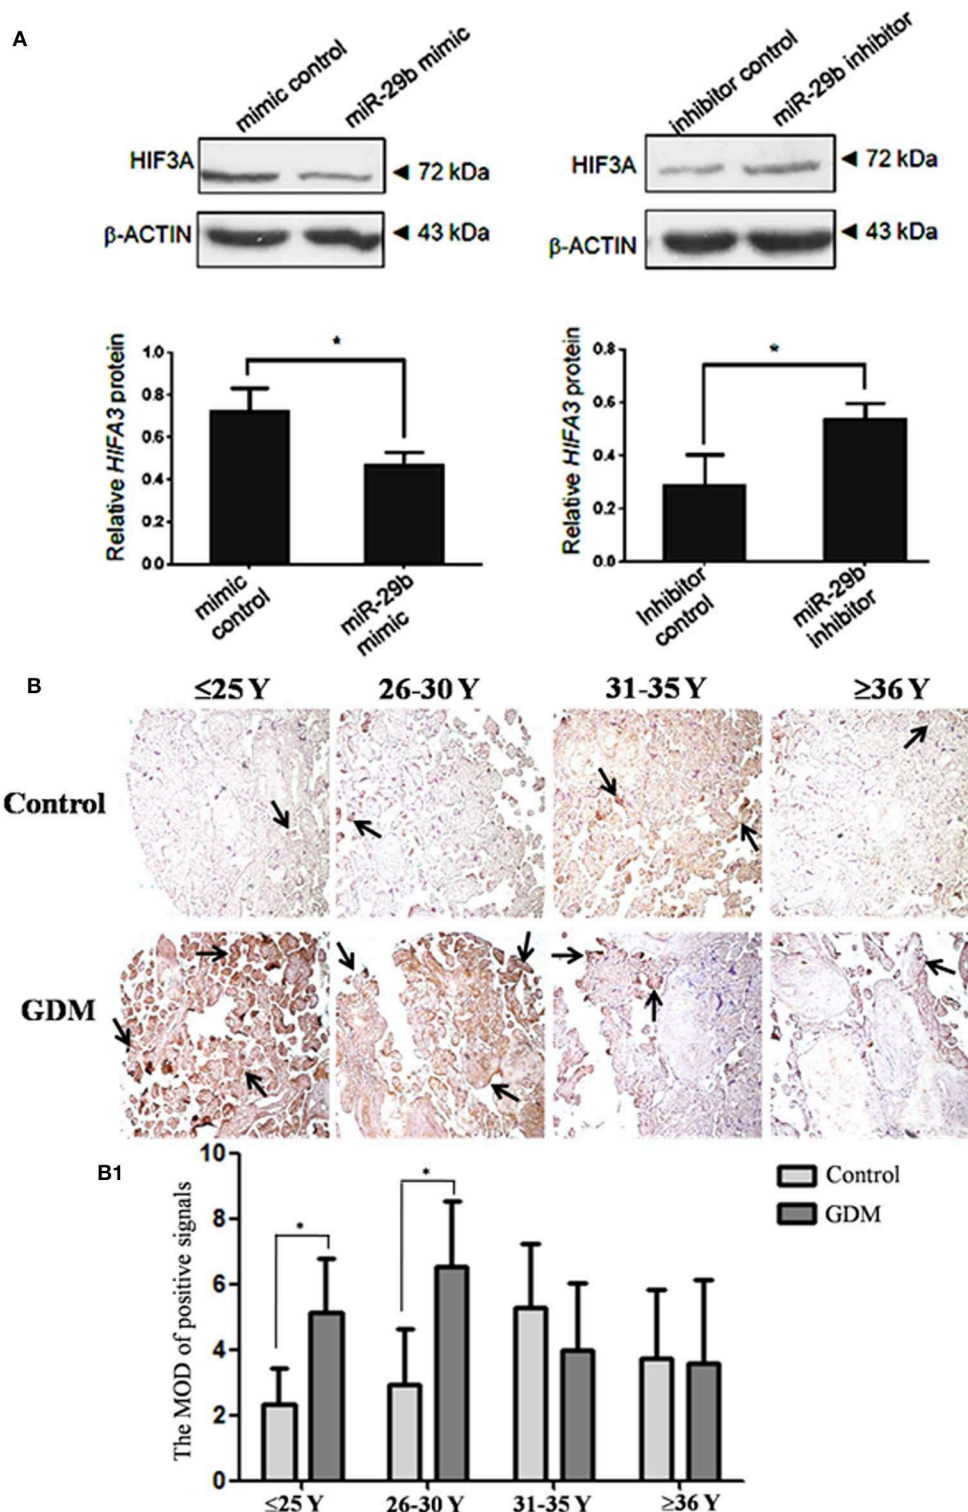 A
mimic control
miR-29b mimic
HIF3A
◄ 72 kDa
β-ACTIN
◄ 43 kDa
inhibitor control
miR-29b inhibitor
HIF3A
◄ 72 kDa
β-ACTIN
◄ 43 kDa
Relative HIFA3 protein
1.0
0.8
0.6
0.4
0.2
0.0
*
mimic
control
miR-29b
mimic
Relative HIFA3 protein
0.8
0.6
0.4
0.2
0.0
*
Inhibitor
control
miR-29b
inhibitor
B
≤25 Y
26-30 Y
31-35 Y
≥36 Y
Control
GDM
B1
The MOD of positive signals
10
8
6
4
2
0
*
*
Control
GDM
≤25 Y
26-30 Y
31-35 Y
≥36 Y